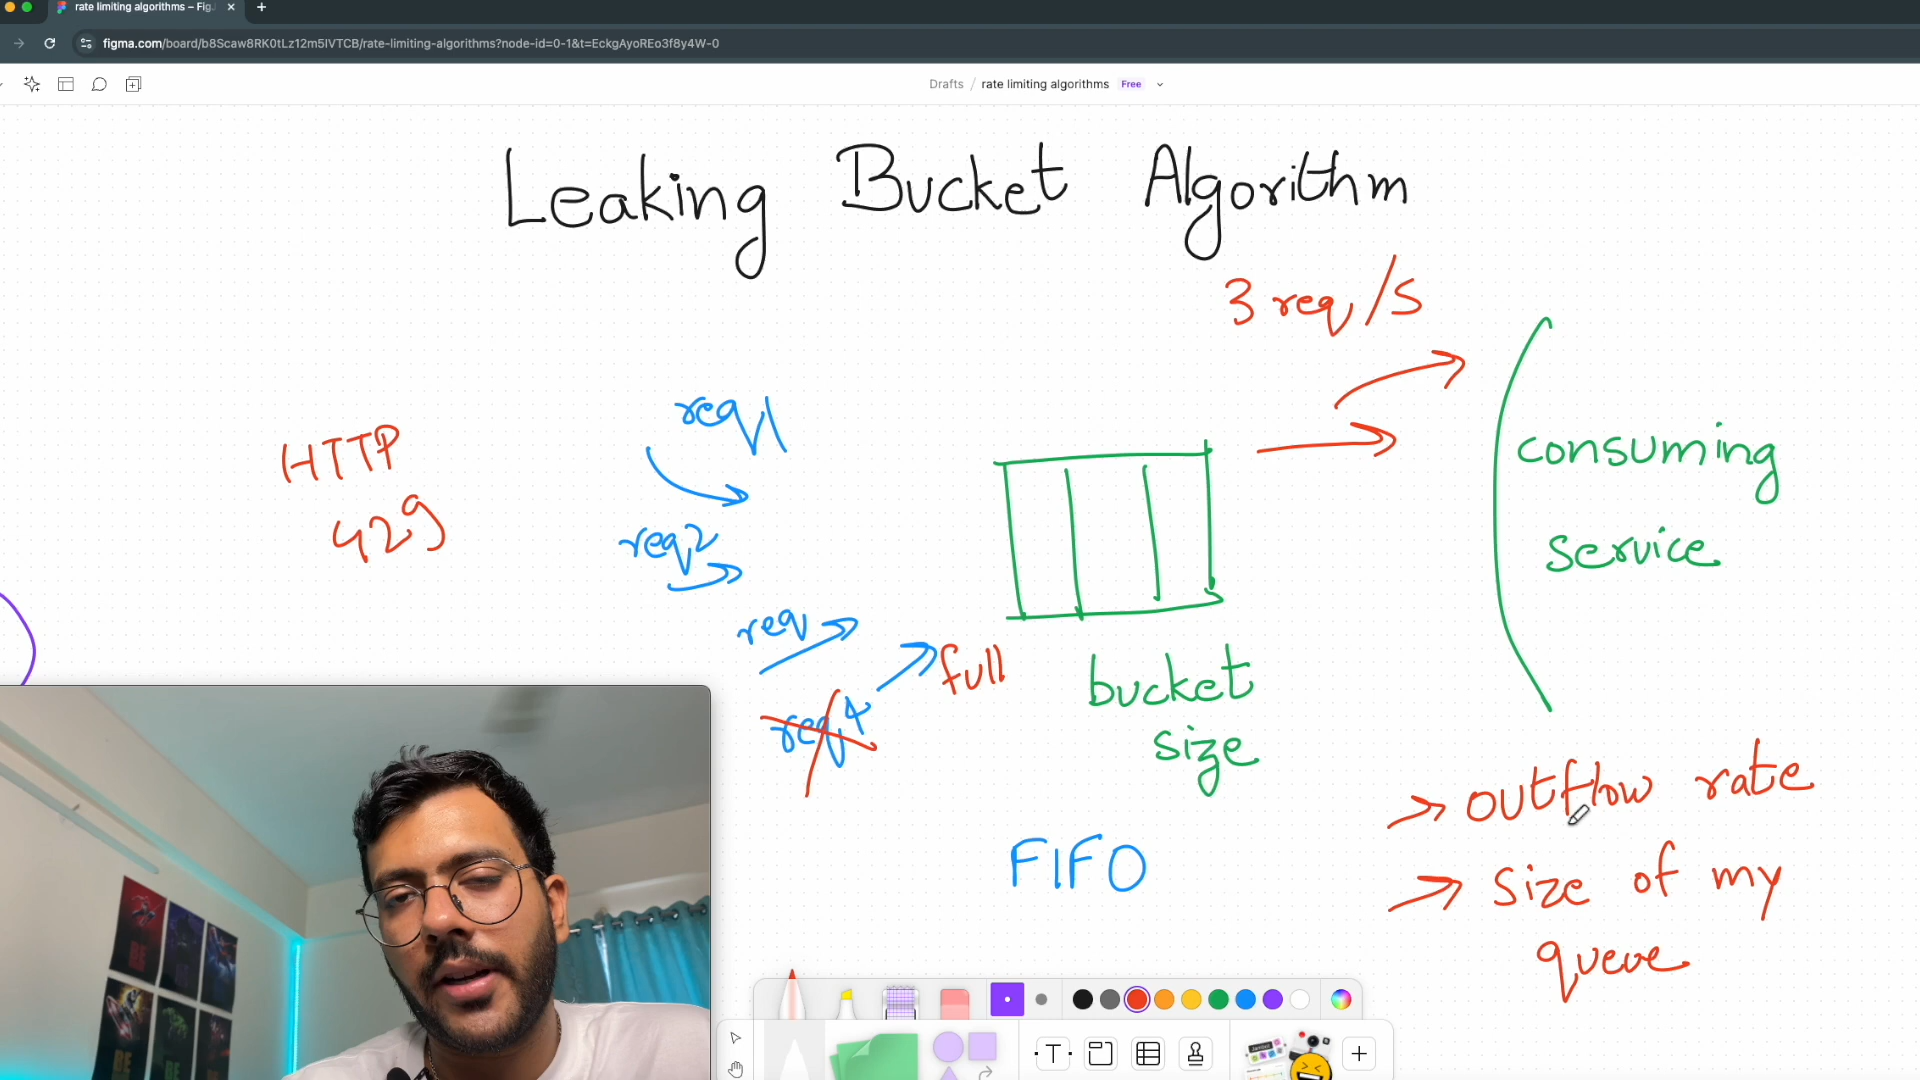 rate limiting algorithms – Fig
figma.com/board/b8Scaw8RK0tLz12m5lVTCB/rate-limiting-algorithms?node-id=0-1&t=EckgAyoREo3f8y4W-0
Drafts / rate limiting algorithms Free
Leaking Bucket Algorithm
3 req/s
req1
HTTP
429
req2
req
req4
full
consuming
service
bucket
size
FIFO
→ outflow rate
→ size of my
queue
T